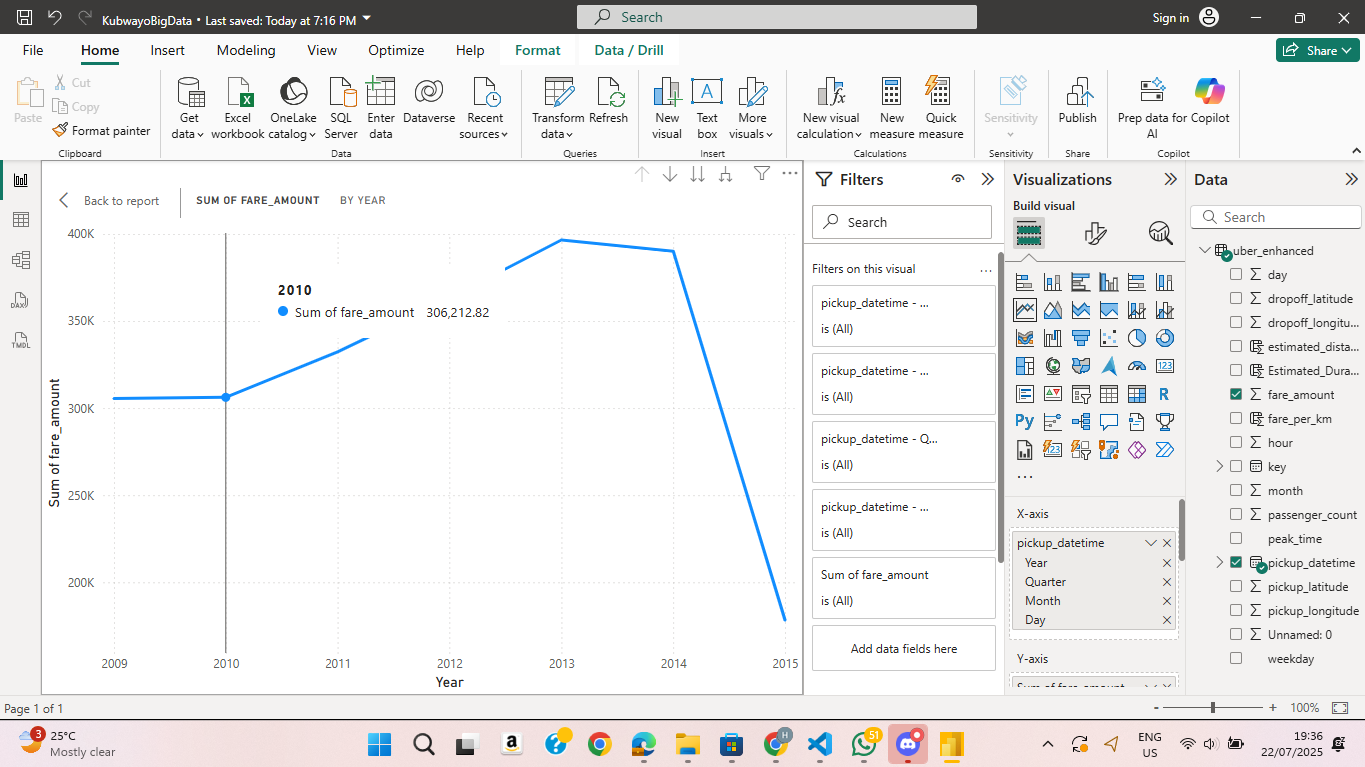 KubwayoBigData • Last saved: Today at 7:16 PM
Search
Sign in
File
Home
Insert
Modeling
View
Optimize
Help
Format
Data / Drill
Share
Paste
Cut
Copy
Format painter
Clipboard
Get data
Excel workbook
OneLake catalog
SQL Server
Enter data
Dataverse
Recent sources
Data
Transform data
Refresh
Queries
New visual
Text box
More visuals
Insert
New visual calculation
New measure
Quick measure
Calculations
Sensitivity
Sensitivity
Publish
Share
Prep data for AI
Copilot
Copilot
Back to report
SUM OF FARE_AMOUNT
BY YEAR
400K
350K
300K
250K
200K
Sum of fare_amount
2010
Sum of fare_amount 306,212.82
2009
2010
2011
2012
2013
2014
2015
Year
Filters
Search
Filters on this visual
...
pickup_datetime - ...
is (All)
pickup_datetime - ...
is (All)
pickup_datetime - Q...
is (All)
pickup_datetime - ...
is (All)
Sum of fare_amount
is (All)
Add data fields here
Visualizations
Build visual
123
R
Py
123
...
X-axis
pickup_datetime
Year
Quarter
Month
Day
Y-axis
Sum of fare_amount
Data
Search
uber_enhanced
day
dropoff_latitude
dropoff_longitu...
estimated_dista...
Estimated_Dura...
fare_amount
fare_per_km
hour
key
month
passenger_count
peak_time
pickup_datetime
pickup_latitude
pickup_longitude
Unnamed: 0
weekday
DAX
TMDL
Page 1 of 1
- + 100%
3
25°C
Mostly clear
a
?
H
51
ENG
US
19:36
22/07/2025